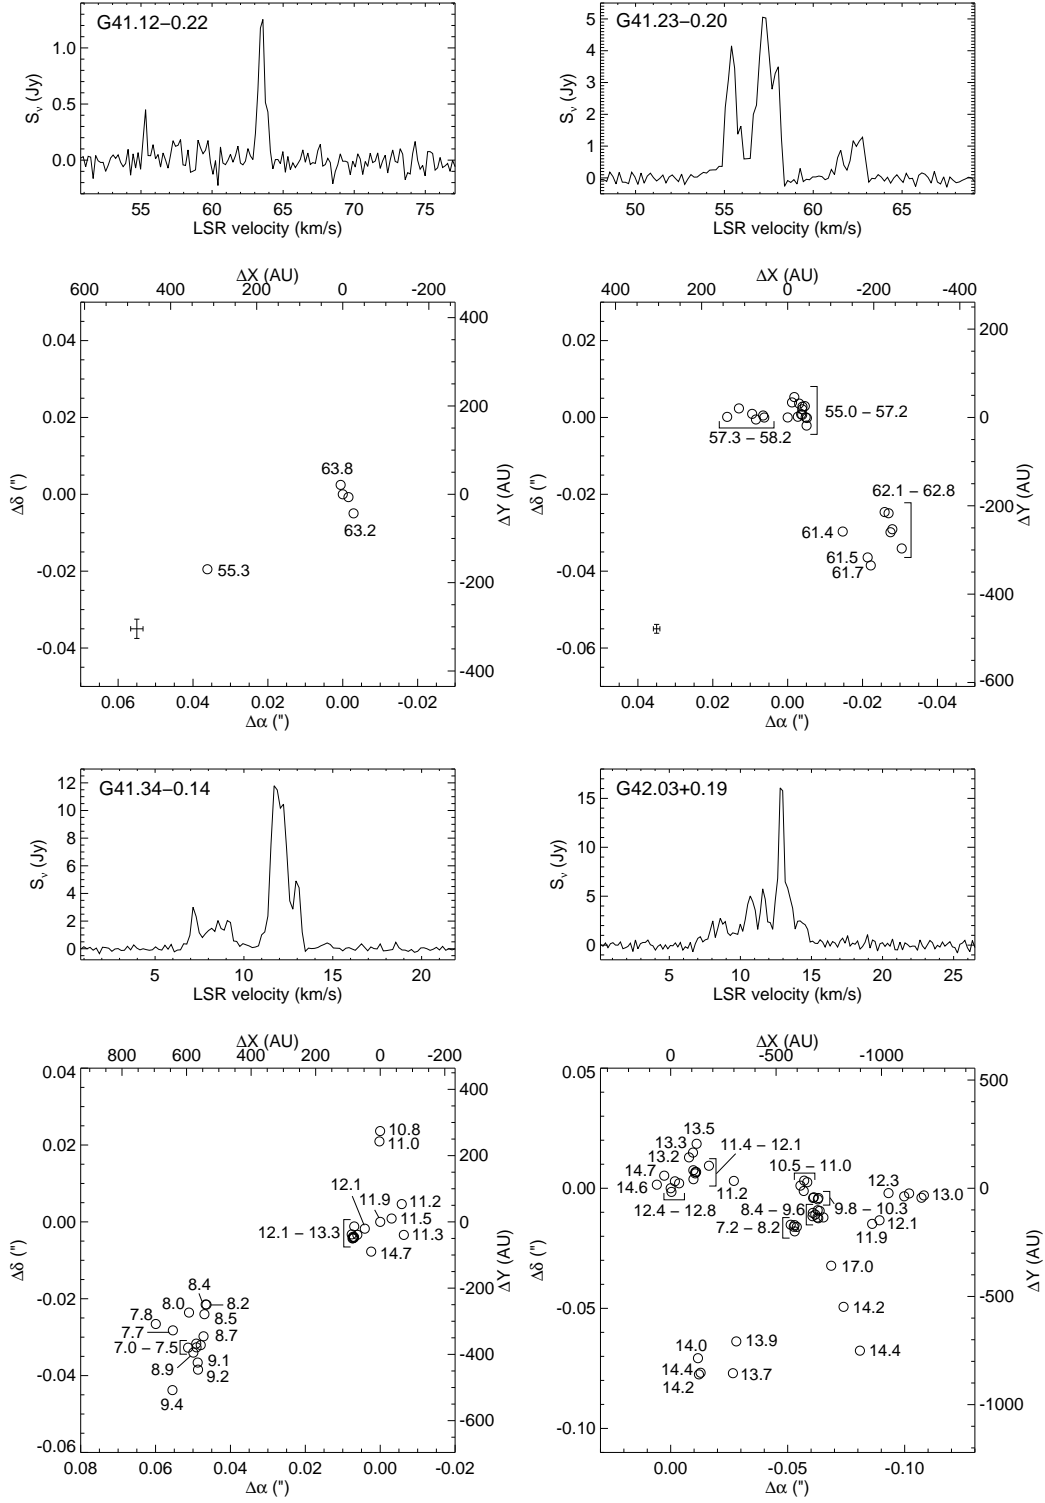 G41.12−0.22
1.0
0.5
0.0
S_ν (Jy)
55 60 65 70 75
LSR velocity (km/s)
G41.23−0.20
5
4
3
2
1
0
S_ν (Jy)
50 55 60 65
LSR velocity (km/s)
ΔX (AU)
600 400 200 0 -200
0.04
0.02
0.00
-0.02
-0.04
Δδ (")
400
200
0
-200
-400
ΔY (AU)
63.8
63.2
55.3
0.06 0.04 0.02 0.00 -0.02
Δα (")
ΔX (AU)
400 200 0 -200 -400
0.02
0.00
-0.02
-0.04
-0.06
Δδ (")
200
0
-200
-400
-600
ΔY (AU)
55.0 − 57.2
57.3 − 58.2
62.1 − 62.8
61.4
61.5
61.7
0.04 0.02 0.00 -0.02 -0.04
Δα (")
G41.34−0.14
12
10
8
6
4
2
0
S_ν (Jy)
5 10 15 20
LSR velocity (km/s)
G42.03+0.19
15
10
5
0
S_ν (Jy)
5 10 15 20 25
LSR velocity (km/s)
ΔX (AU)
800 600 400 200 0 -200
0.04
0.02
0.00
-0.02
-0.04
-0.06
Δδ (")
400
200
0
-200
-400
-600
ΔY (AU)
10.8
11.0
12.1
11.9
11.2
11.5
12.1 − 13.3
11.3
14.7
8.4
8.0
8.2
7.8
8.5
7.7
8.7
7.0 − 7.5
8.9
9.1
9.2
9.4
0.08 0.06 0.04 0.02 0.00 -0.02
Δα (")
ΔX (AU)
0 -500 -1000
0.05
0.00
-0.05
-0.10
Δδ (")
500
0
-500
-1000
ΔY (AU)
13.5
13.3
13.2
11.4 − 12.1
14.7
10.5 − 11.0
12.3
14.6
11.2
13.0
12.4 − 12.8
8.4 − 9.6
9.8 − 10.3
7.2 − 8.2
12.1
11.9
17.0
14.2
14.0
13.9
14.4
14.4
13.7
14.2
0.00 -0.05 -0.10
Δα (")